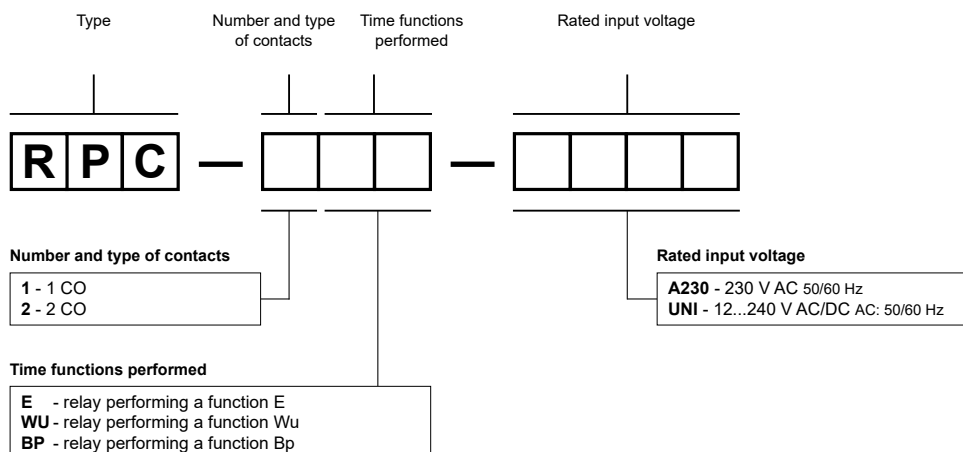 Type
Number and type
of contacts
Time functions
performed
Rated input voltage
R P C — —
Number and type of contacts
1 - 1 CO
2 - 2 CO
Rated input voltage
A230 - 230 V AC 50/60 Hz
UNI - 12...240 V AC/DC AC: 50/60 Hz
Time functions performed
E - relay performing a function E
WU - relay performing a function Wu
BP - relay performing a function Bp